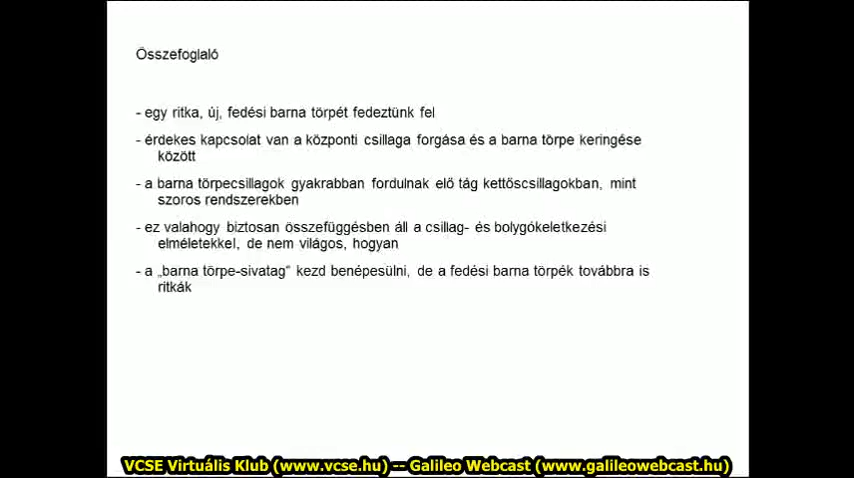 Összefoglaló
- egy ritka, új, fedési barna törpét fedeztünk fel
- érdekes kapcsolat van a központi csillaga forgása és a barna törpe keringése
között
- a barna törpecsillagok gyakrabban fordulnak elő tág kettőscsillagokban, mint
szoros rendszerekben
- ez valahogy biztosan összefüggésben áll a csillag- és bolygókeletkezési
elméletekkel, de nem világos, hogyan
- a „barna törpe-sivatag“ kezd benépesülni, de a fedési barna törpék továbbra is
ritkák
VCSE Virtuális Klub (www.vcse.hu) -- Galileo Webcast (www.galileowebcast.hu)